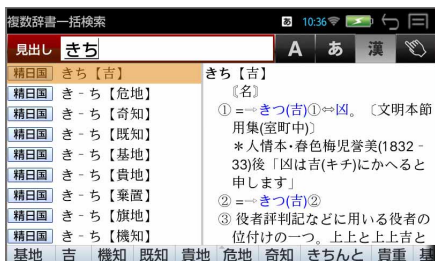 複数辞書一括検索 あ 10:36
見出し きち A あ 漢
精日国 きち【吉】
精日国 き‐ち【危地】
精日国 き‐ち【奇知】
精日国 き‐ち【既知】
精日国 き‐ち【基地】
精日国 き‐ち【貴地】
精日国 き‐ち【棄置】
精日国 き‐ち【旗地】
精日国 き‐ち【機知】
きち【吉】
〘名〙
① =⇨きつ(吉)①⇔凶。〔文明本節
用集(室町中)〕
＊人情本・春色梅児誉美(1832‐
33)後「凶は吉(キチ)にかへると
申します」
② =⇨きつ(吉)②
③ 役者評判記などに用いる役者の
位付けの一つ。上上と上上吉と
基地 吉 機知 既知 貴地 危地 奇知 きちんと 貴重 基